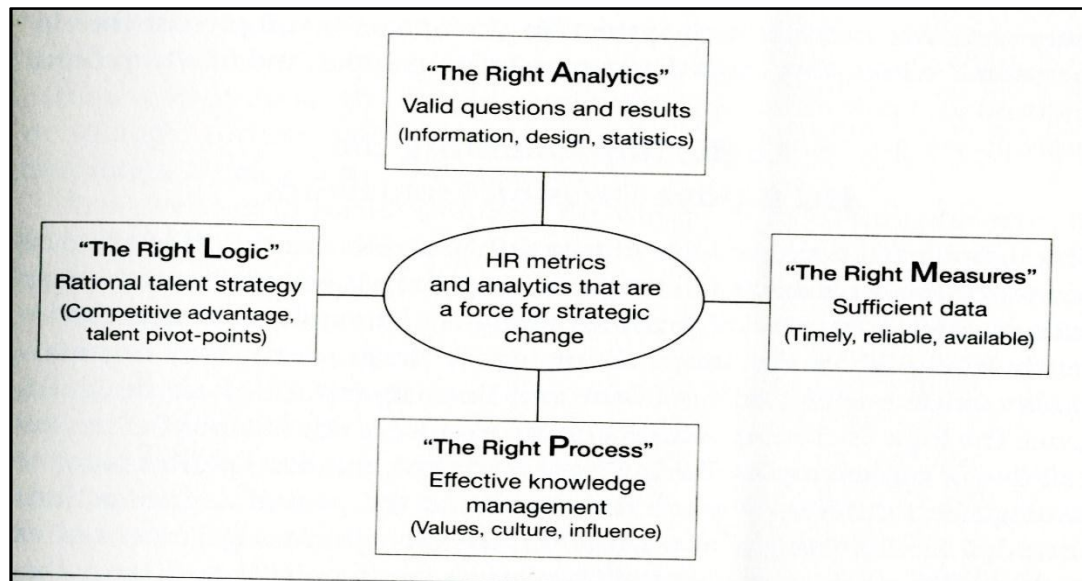 “The Right Analytics”
Valid questions and results
(Information, design, statistics)
“The Right Logic”
Rational talent strategy
(Competitive advantage,
talent pivot-points)
HR metrics
and analytics that are
a force for strategic
change
“The Right Measures”
Sufficient data
(Timely, reliable, available)
“The Right Process”
Effective knowledge
management
(Values, culture, influence)